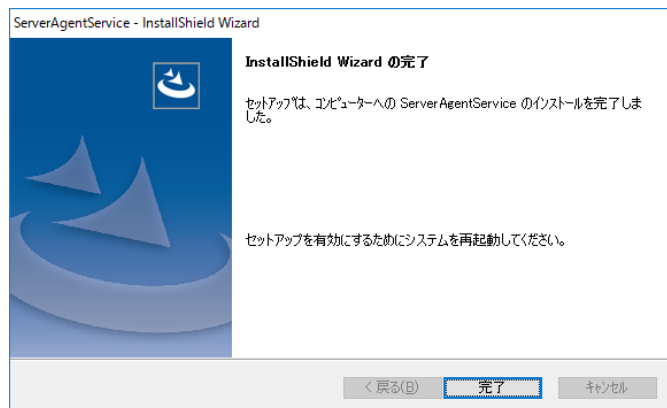 ServerAgentService - InstallShield Wizard
InstallShield Wizard の完了
セットアップは、コンピューターへの ServerAgentService のインストールを完了しま
した。
セットアップを有効にするためにシステムを再起動してください。
< 戻る(B) 完了 キャンセル